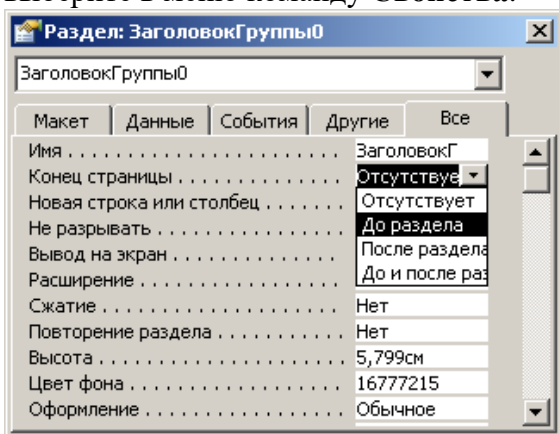 Раздел: ЗаголовокГруппы0
ЗаголовокГруппы0
Макет Данные События Другие Все
Имя . . . . . . . . . . . . . . . . . . . . . . . . ЗаголовокГ
Конец страницы . . . . . . . . . . . . . . Отсутствуе
Новая строка или столбец . . . . . . . Отсутствует
Не разрывать . . . . . . . . . . . . . . . . До раздела
Вывод на экран . . . . . . . . . . . . . . После раздела
Расширение . . . . . . . . . . . . . . . . . До и после раз
Сжатие . . . . . . . . . . . . . . . . . . . . . Нет
Повторение раздела . . . . . . . . . . . Нет
Высота . . . . . . . . . . . . . . . . . . . . . 5,799см
Цвет фона . . . . . . . . . . . . . . . . . . 16777215
Оформление . . . . . . . . . . . . . . . . . Обычное